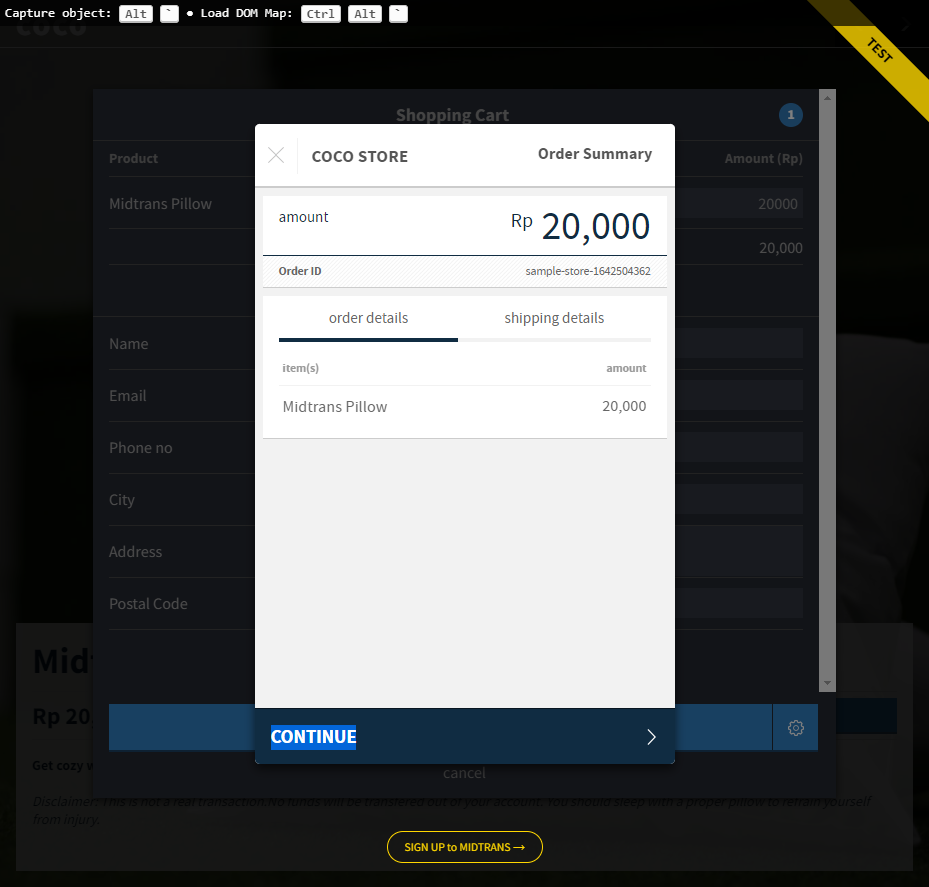 Capture object: Alt ` ● Load DOM Map: Ctrl Alt `
coco
TEST
Shopping Cart
1
Product
Amount (Rp)
Midtrans Pillow
20000
20,000
Name
Email
Phone no
City
Address
Postal Code
COCO STORE
Order Summary
amount
Rp 20,000
Order ID
sample-store-1642504362
order details
shipping details
item(s)
amount
Midtrans Pillow
20,000
CONTINUE
Mid
Rp 20
Get cozy w
cancel
Disclaimer: This is not a real transaction.No funds will be transfered out of your account. You should sleep with a proper pillow to refrain yourself
from injury.
SIGN UP to MIDTRANS →